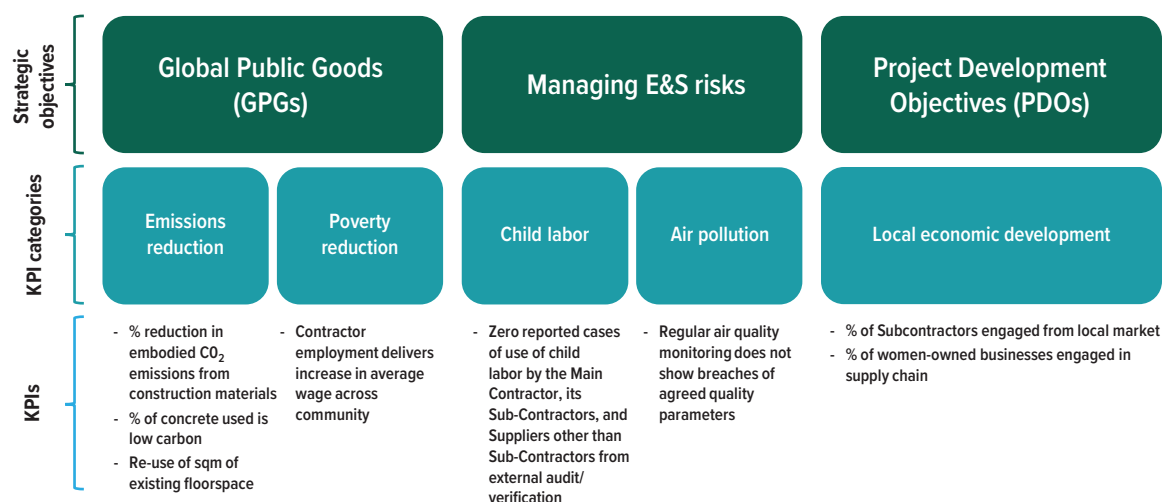 Strategic
objectives
Global Public Goods
(GPGs)
Managing E&S risks
Project Development
Objectives (PDOs)
KPI categories
Emissions
reduction
Poverty
reduction
Child labor
Air pollution
Local economic development
KPIs
- % reduction in
embodied CO₂
emissions from
construction materials
- % of concrete used is
low carbon
- Re-use of sqm of
existing floorspace
- Contractor
employment delivers
increase in average
wage across
community
- Zero reported cases
of use of child
labor by the Main
Contractor, its
Sub-Contractors, and
Suppliers other than
Sub-Contractors from
external audit/
verification
- Regular air quality
monitoring does not
show breaches of
agreed quality
parameters
- % of Subcontractors engaged from local market
- % of women-owned businesses engaged in
supply chain